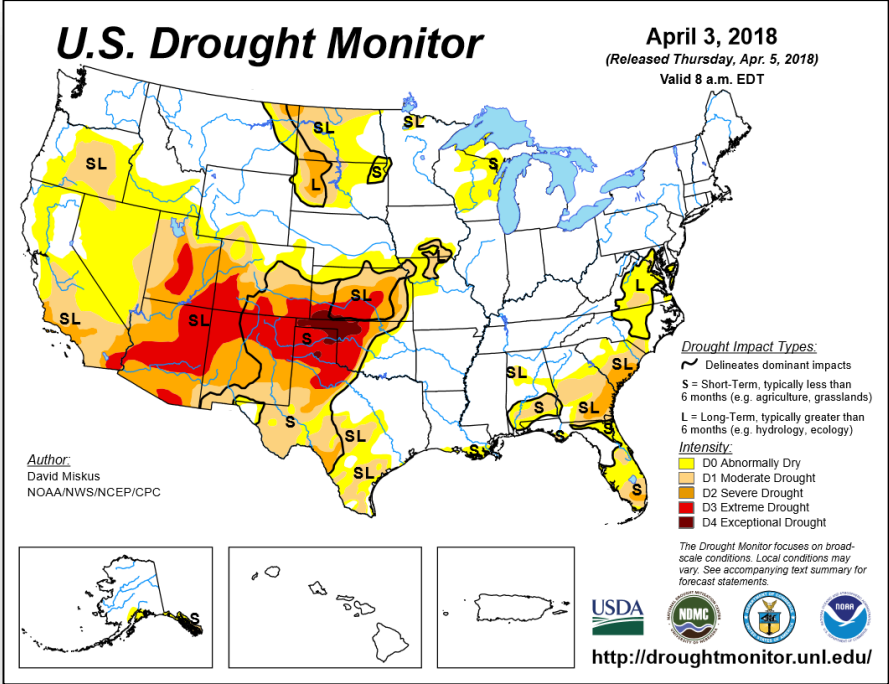 U.S. Drought Monitor
April 3, 2018
(Released Thursday, Apr. 5, 2018)
Valid 8 a.m. EDT
SL
SL
SL
S
L
S
SL
SL
SL
SL
S
L
SL
SL
S
SL
S
S
SL
SL
S
S
S
S
Drought Impact Types:
Delineates dominant impacts
S = Short-Term, typically less than
6 months (e.g. agriculture, grasslands)
L = Long-Term, typically greater than
6 months (e.g. hydrology, ecology)
Intensity:
D0 Abnormally Dry
D1 Moderate Drought
D2 Severe Drought
D3 Extreme Drought
D4 Exceptional Drought
Author:
David Miskus
NOAA/NWS/NCEP/CPC
The Drought Monitor focuses on broad-
scale conditions. Local conditions may
vary. See accompanying text summary for
forecast statements.
S
USDA
NDMC
NOAA
http://droughtmonitor.unl.edu/